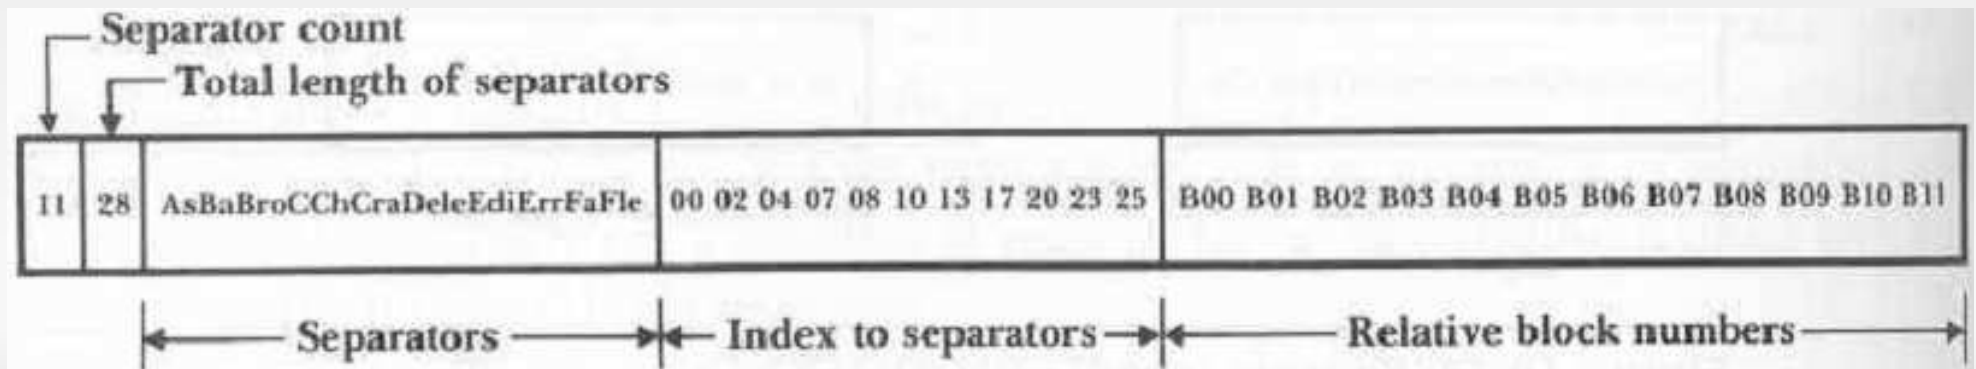 Separator count
Total length of separators
11 28 AsBaBroCChCraDeleEdiErrFaFle 00 02 04 07 08 10 13 17 20 23 25 B00 B01 B02 B03 B04 B05 B06 B07 B08 B09 B10 B11
Separators Index to separators Relative block numbers